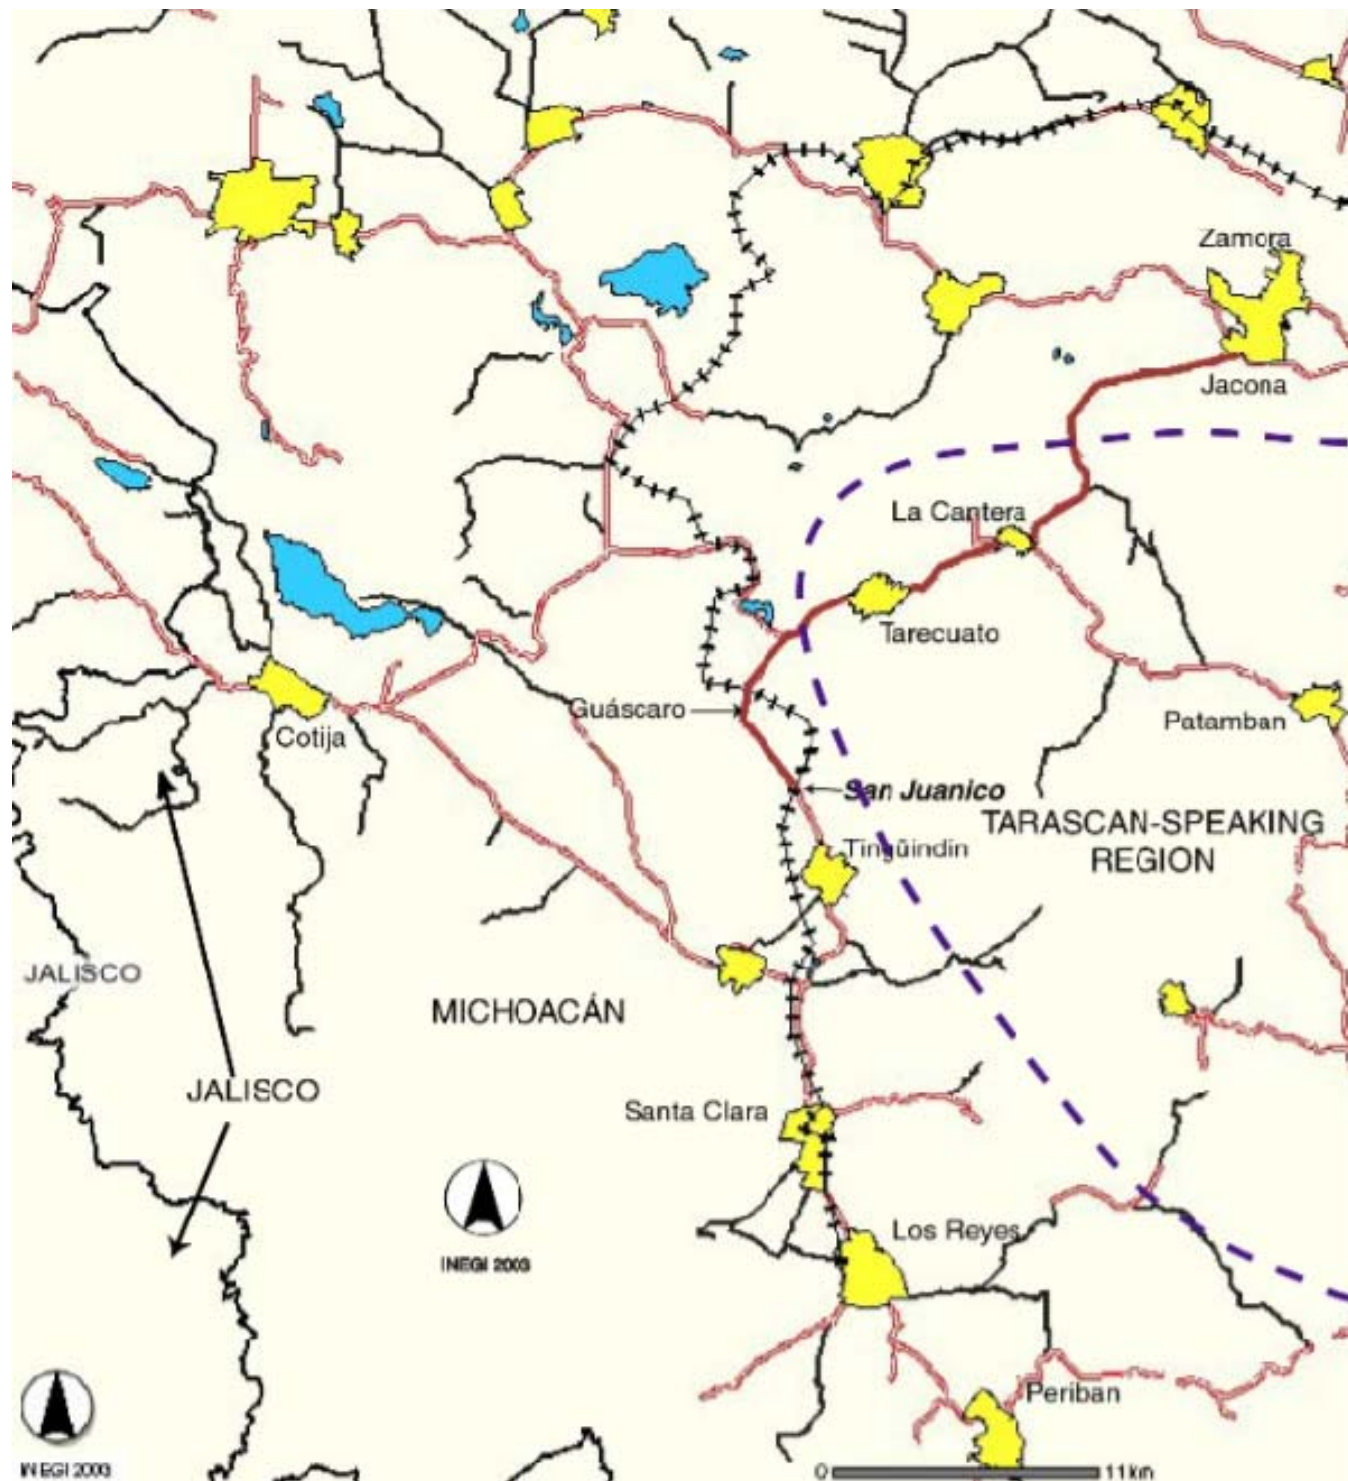 Zamora
Jacona
La Cantera
Tarecuato
Guáscaro
Patamban
Cotija
San Juanico
TARASCAN-SPEAKING
REGION
Tingüindin
JALISCO
MICHOACÁN
JALISCO
Santa Clara
Los Reyes
INEGI 2003
Periban
INEGI 2003
0 11km